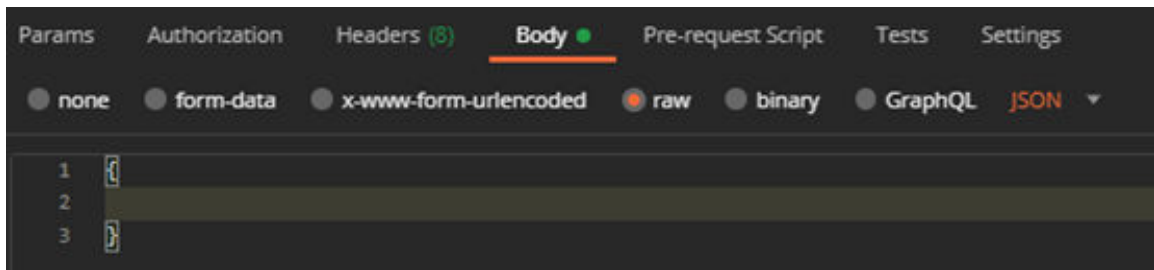 Params Authorization Headers (8) Body Pre-request Script Tests Settings
none form-data x-www-form-urlencoded raw binary GraphQL JSON
1 {
2
3 }